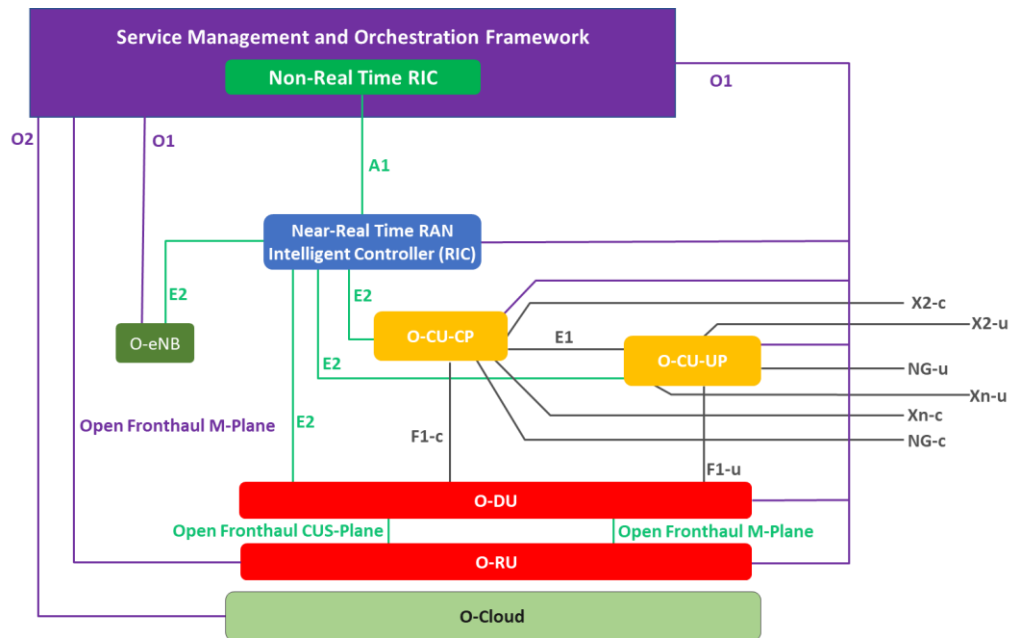 Service Management and Orchestration Framework
Non-Real Time RIC
O1
O2
O1
A1
Near-Real Time RAN
Intelligent Controller (RIC)
E2
E2
X2-c
O-CU-CP
E1
X2-u
O-eNB
O-CU-UP
E2
NG-u
Xn-u
Open Fronthaul M-Plane
E2
Xn-c
F1-c
NG-c
F1-u
O-DU
Open Fronthaul CUS-Plane
Open Fronthaul M-Plane
O-RU
O-Cloud